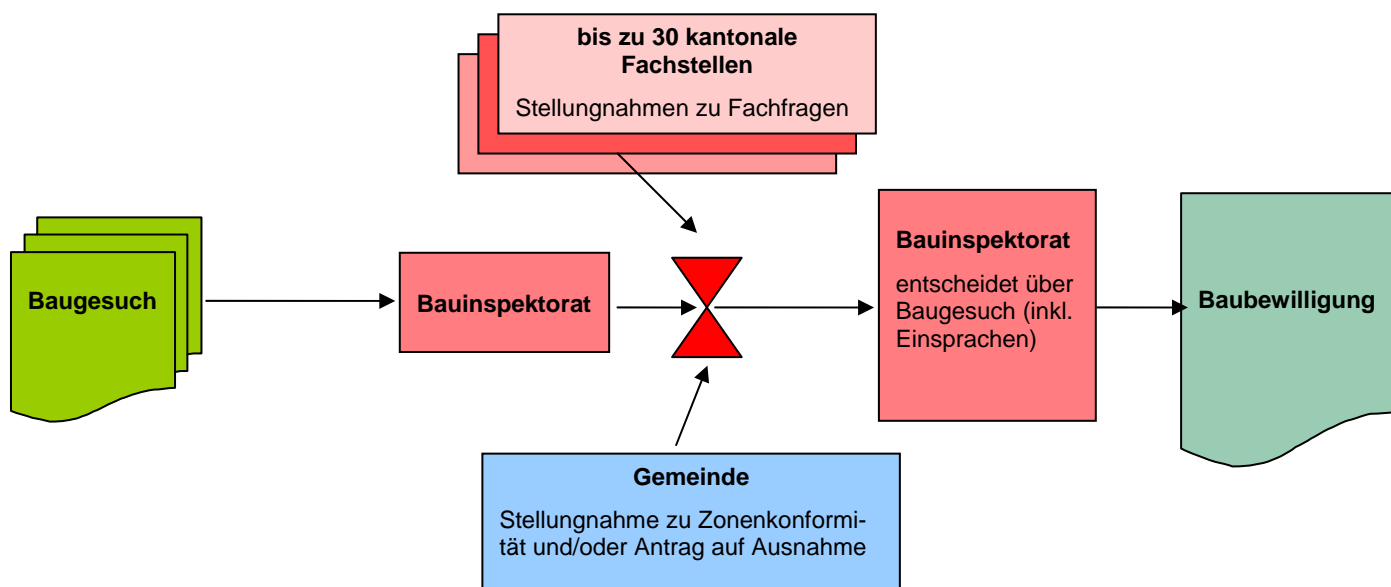 bis zu 30 kantonale
Fachstellen
Stellungnahmen zu Fachfragen
Baugesuch
Bauinspektorat
Bauinspektorat
entscheidet über
Baugesuch (inkl.
Einsprachen)
Baubewilligung
Gemeinde
Stellungnahme zu Zonenkonformi-
tät und/oder Antrag auf Ausnahme